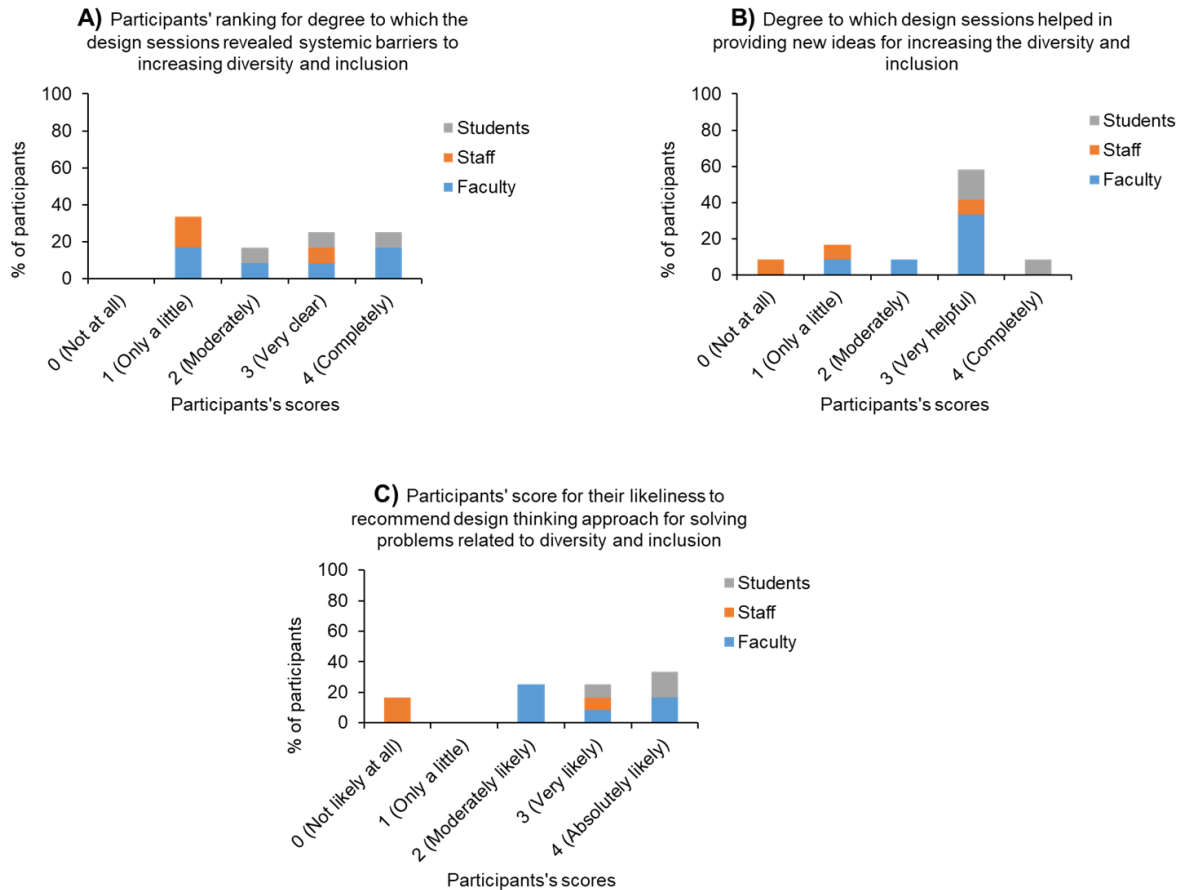 A) Participants' ranking for degree to which the
design sessions revealed systemic barriers to
increasing diversity and inclusion
100
80
60
40
20
0
% of participants
Students
Staff
Faculty
0 (Not at all)
1 (Only a little)
2 (Moderately)
3 (Very clear)
4 (Completely)
Participants's scores
B) Degree to which design sessions helped in
providing new ideas for increasing the diversity and
inclusion
100
80
60
40
20
0
% of participants
Students
Staff
Faculty
0 (Not at all)
1 (Only a little)
2 (Moderately)
3 (Very helpful)
4 (Completely)
Participants's scores
C) Participants' score for their likeliness to
recommend design thinking approach for solving
problems related to diversity and inclusion
100
80
60
40
20
0
% of participants
Students
Staff
Faculty
0 (Not likely at all)
1 (Only a little)
2 (Moderately likely)
3 (Very likely)
4 (Absolutely likely)
Participants's scores